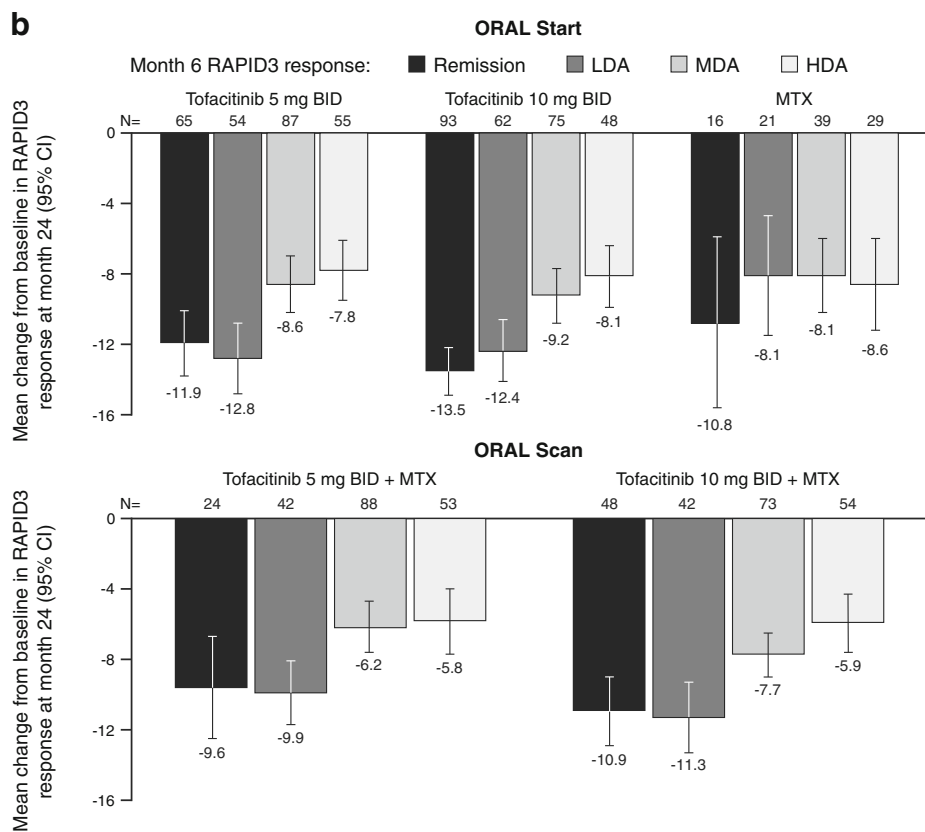 b
ORAL Start
Month 6 RAPID3 response: Remission LDA MDA HDA
Tofacitinib 5 mg BID Tofacitinib 10 mg BID MTX
N= 65 54 87 55 93 62 75 48 16 21 39 29
Mean change from baseline in RAPID3
response at month 24 (95% CI)
0
-4
-8
-12
-16
-11.9
-12.8
-8.6
-7.8
-13.5
-12.4
-9.2
-8.1
-10.8
-8.1
-8.1
-8.6
ORAL Scan
Tofacitinib 5 mg BID + MTX Tofacitinib 10 mg BID + MTX
N= 24 42 88 53 48 42 73 54
Mean change from baseline in RAPID3
response at month 24 (95% CI)
0
-4
-8
-12
-16
-9.6
-9.9
-6.2
-5.8
-10.9
-11.3
-7.7
-5.9